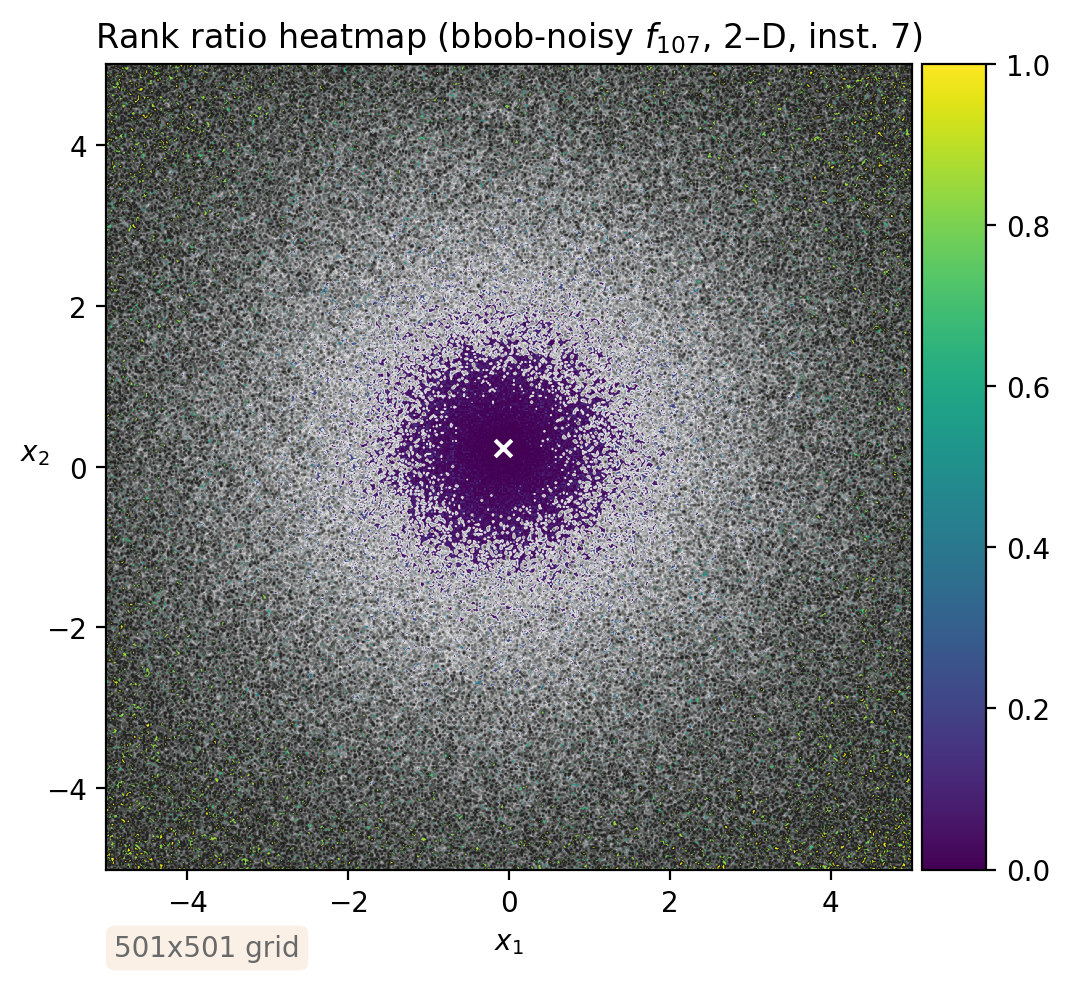 Rank ratio heatmap (bbob-noisy f₁₀₇, 2–D, inst. 7)
1.0
0.8
0.6
0.4
0.2
0.0
4
2
0
−2
−4
x₂
−4 −2 0 2 4
x₁
501x501 grid